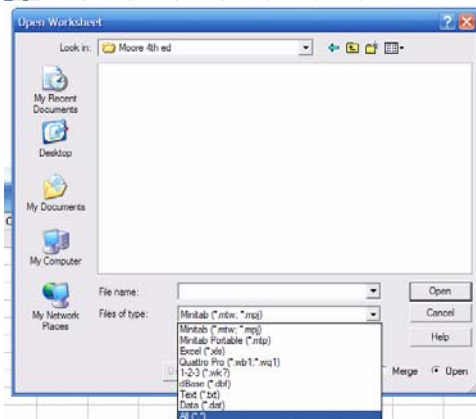 Open Worksheet
Look in: Moore 4th ed
My Recent
Documents
Desktop
My Documents
My Computer
My Network
Places
File name:
Open
Files of type: Minitab (*.mtw; *.mpj)
Cancel
Minitab (*.mtw; *.mpj)
Minitab Portable (*.mtp)
Help
Excel (*.xls)
Quattro Pro (*.wb1;*.wq1)
1-2-3 (*.wk?)
Merge
Open
dBase (*.dbf)
Text (*.txt)
Data (*.dat)
All (*.*)